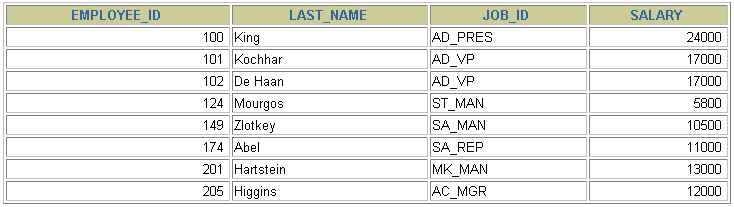 EMPLOYEE_ID LAST_NAME JOB_ID SALARY
100 King AD_PRES 24000
101 Kochhar AD_VP 17000
102 De Haan AD_VP 17000
124 Mourgos ST_MAN 5800
149 Zlotkey SA_MAN 10500
174 Abel SA_REP 11000
201 Hartstein MK_MAN 13000
205 Higgins AC_MGR 12000